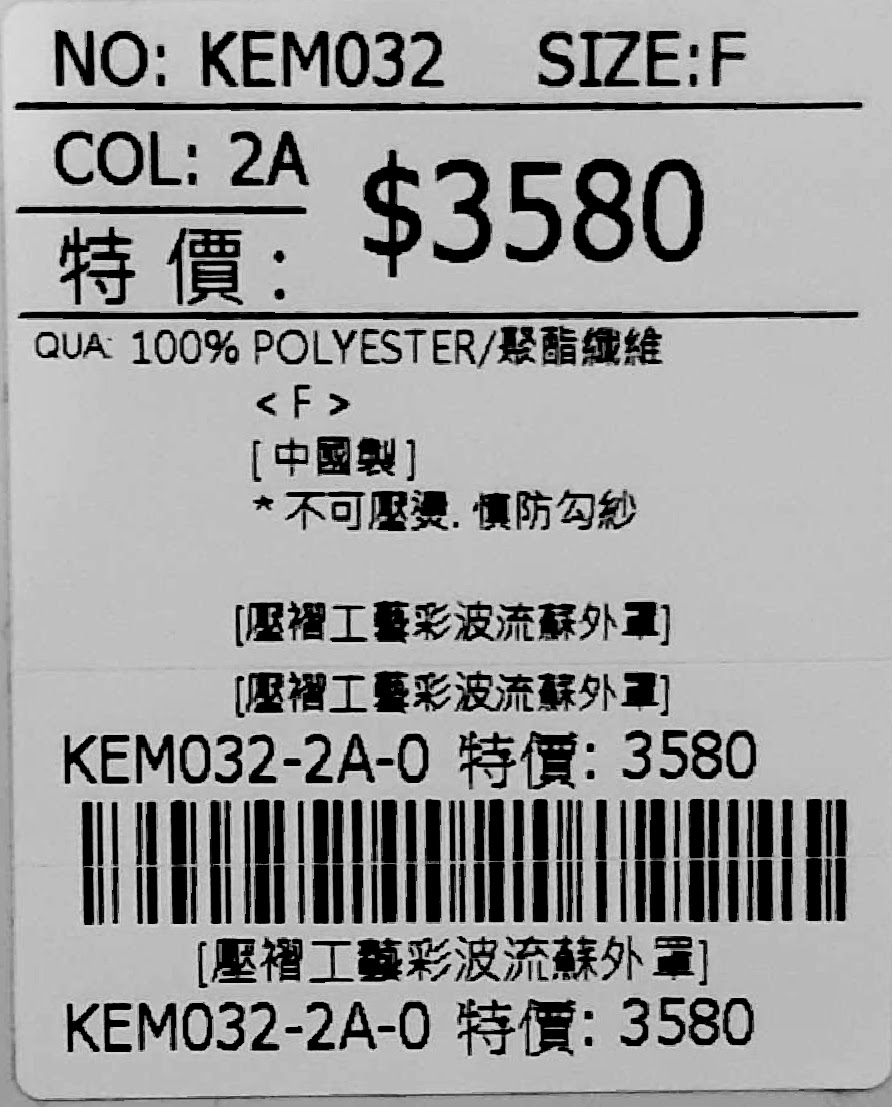 NO: KEM032 SIZE:F
COL: 2A
$3580
特價:
QUA: 100% POLYESTER/聚酯纖維
< F >
[中國製]
*不可壓燙.慎防勾紗
[壓褶工藝彩波流蘇外罩]
[壓褶工藝彩波流蘇外罩]
KEM032-2A-0 特價: 3580
[壓褶工藝彩波流蘇外罩]
KEM032-2A-0 特價: 3580